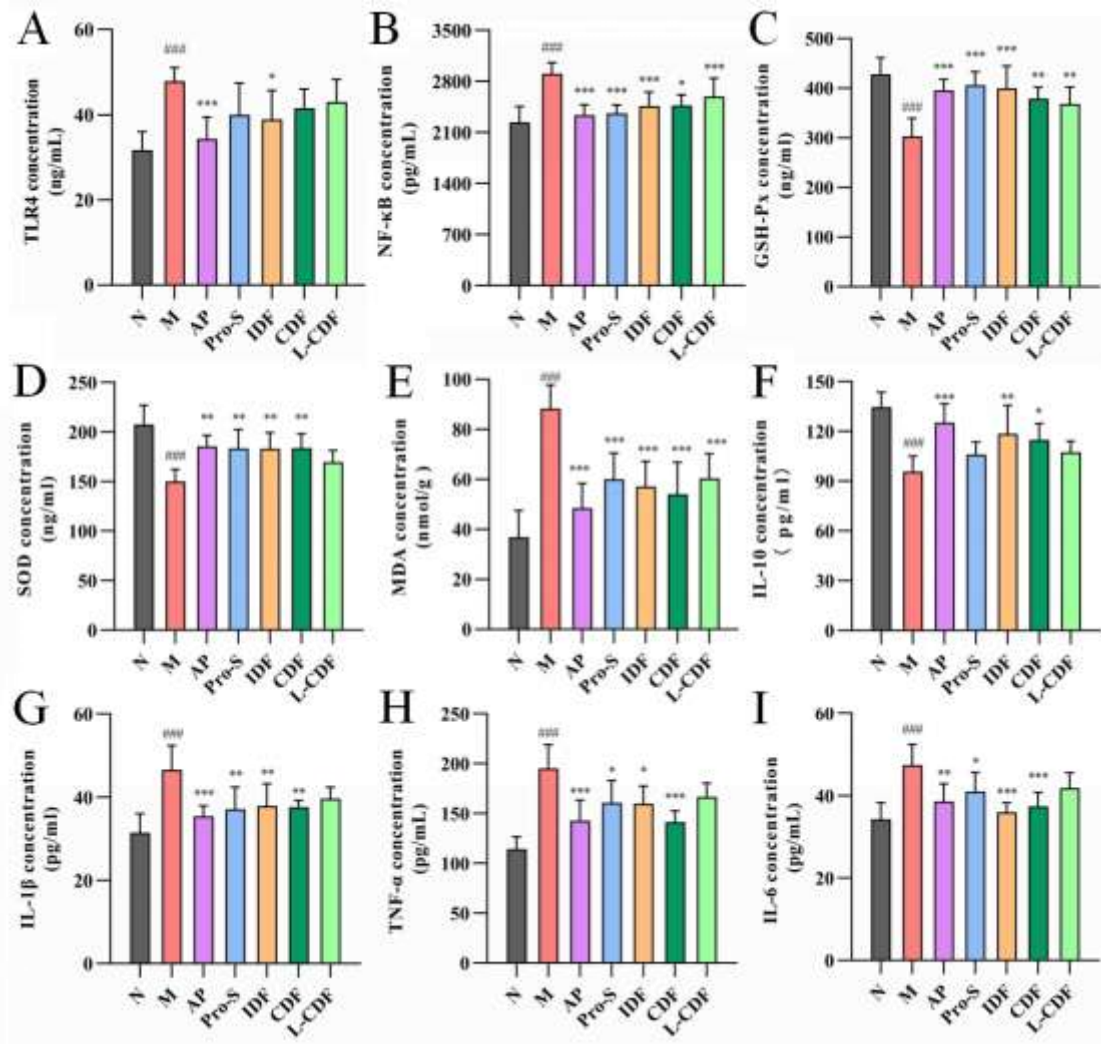 A
TLR4 concentration
(ng/mL)
60
40
20
0
###
***
*
N
M
AP
Pro-S
IDF
CDF
L-CDF
B
NF-κB concentration
(pg/mL)
3500
2800
2100
1400
700
0
###
***
***
***
*
***
N
M
AP
Pro-S
IDF
CDF
L-CDF
C
GSH-Px concentration
(ng/ml)
500
400
300
200
100
0
###
***
***
***
**
**
N
M
AP
Pro-S
IDF
CDF
L-CDF
D
SOD concentration
(ng/ml)
250
200
150
100
50
0
###
**
**
**
**
N
M
AP
Pro-S
IDF
CDF
L-CDF
E
MDA concentration
(nmol/g )
100
80
60
40
20
0
###
***
***
***
***
***
N
M
AP
Pro-S
IDF
CDF
L-CDF
F
IL-10 concentration
（ pg/ml）
150
120
90
60
30
0
###
***
**
*
N
M
AP
Pro-S
IDF
CDF
L-CDF
G
IL-1β concentration
(pg/ml)
60
40
20
0
###
***
**
**
**
N
M
AP
Pro-S
IDF
CDF
L-CDF
H
TNF-α concentration
(pg/mL)
250
200
150
100
50
0
###
***
*
*
***
N
M
AP
Pro-S
IDF
CDF
L-CDF
I
IL-6 concentration
(pg/mL)
60
40
20
0
###
**
*
***
***
N
M
AP
Pro-S
IDF
CDF
L-CDF